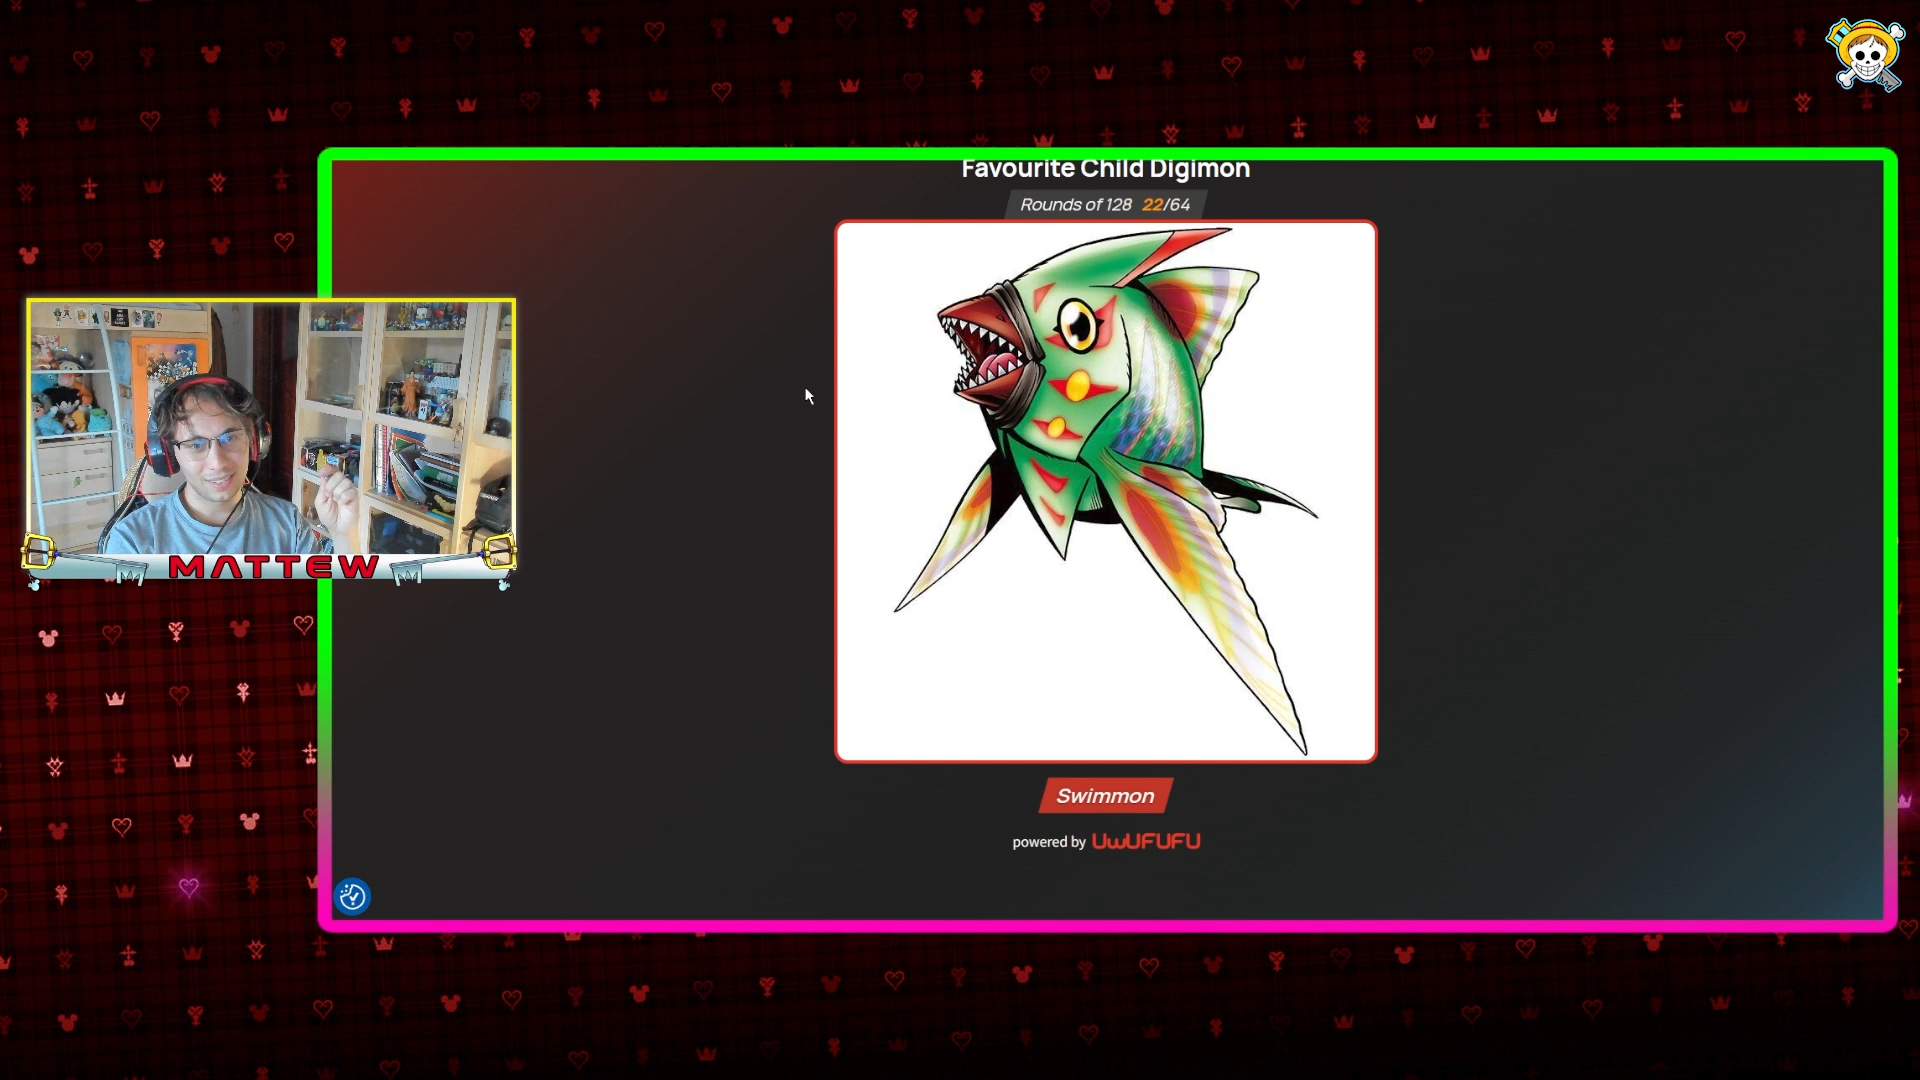 Favourite Child Digimon
Rounds of 128 22/64
MATTEW
Swimmon
powered by UwUFUFU